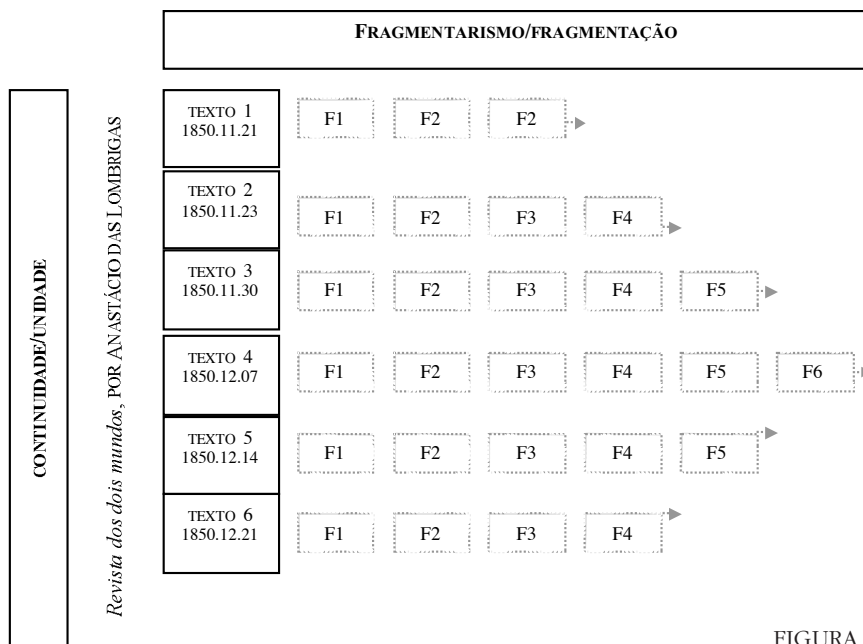 FRAGMENTARISMO/FRAGMENTAÇÃO
CONTINUIDADE/UNIDADE
Revista dos dois mundos, POR ANASTÁCIO DAS LOMBRIGAS
TEXTO 1
1850.11.21
F1 F2 F2
TEXTO 2
1850.11.23
F1 F2 F3 F4
TEXTO 3
1850.11.30
F1 F2 F3 F4 F5
TEXTO 4
1850.12.07
F1 F2 F3 F4 F5 F6
TEXTO 5
1850.12.14
F1 F2 F3 F4 F5
TEXTO 6
1850.12.21
F1 F2 F3 F4
FIGURA